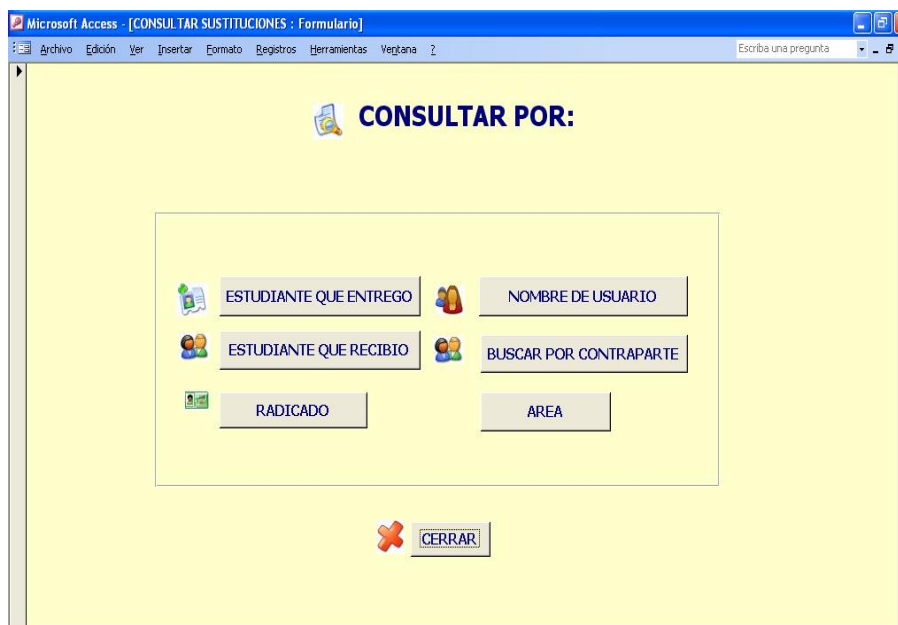 Microsoft Access - [CONSULTAR SUSTITUCIONES : Formulario]
Archivo Edición Ver Insertar Formato Registros Herramientas Ventana ? Escriba una pregunta
CONSULTAR POR:
ESTUDIANTE QUE ENTREGO NOMBRE DE USUARIO
ESTUDIANTE QUE RECIBIO BUSCAR POR CONTRAPARTE
RADICADO AREA
CERRAR